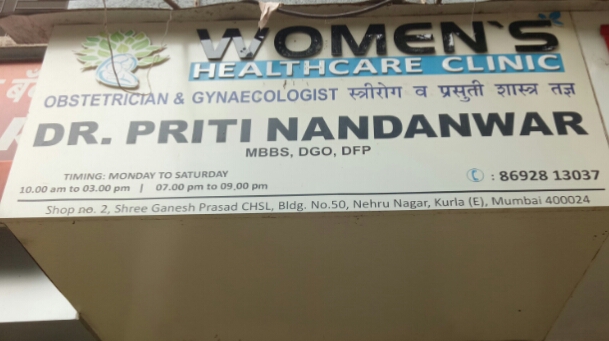 WOMEN'S
HEALTHCARE CLINIC
OBSTETRICIAN & GYNAECOLOGIST स्त्रीरोग व प्रसुती शास्त्र तज्ञ
DR. PRITI NANDANWAR
MBBS, DGO, DFP
TIMING: MONDAY TO SATURDAY
10.00 am to 03.00 pm | 07.00 pm to 09.00 pm
: 86928 13037
Shop no. 2, Shree Ganesh Prasad CHSL, Bldg. No.50, Nehru Nagar, Kurla (E), Mumbai 400024